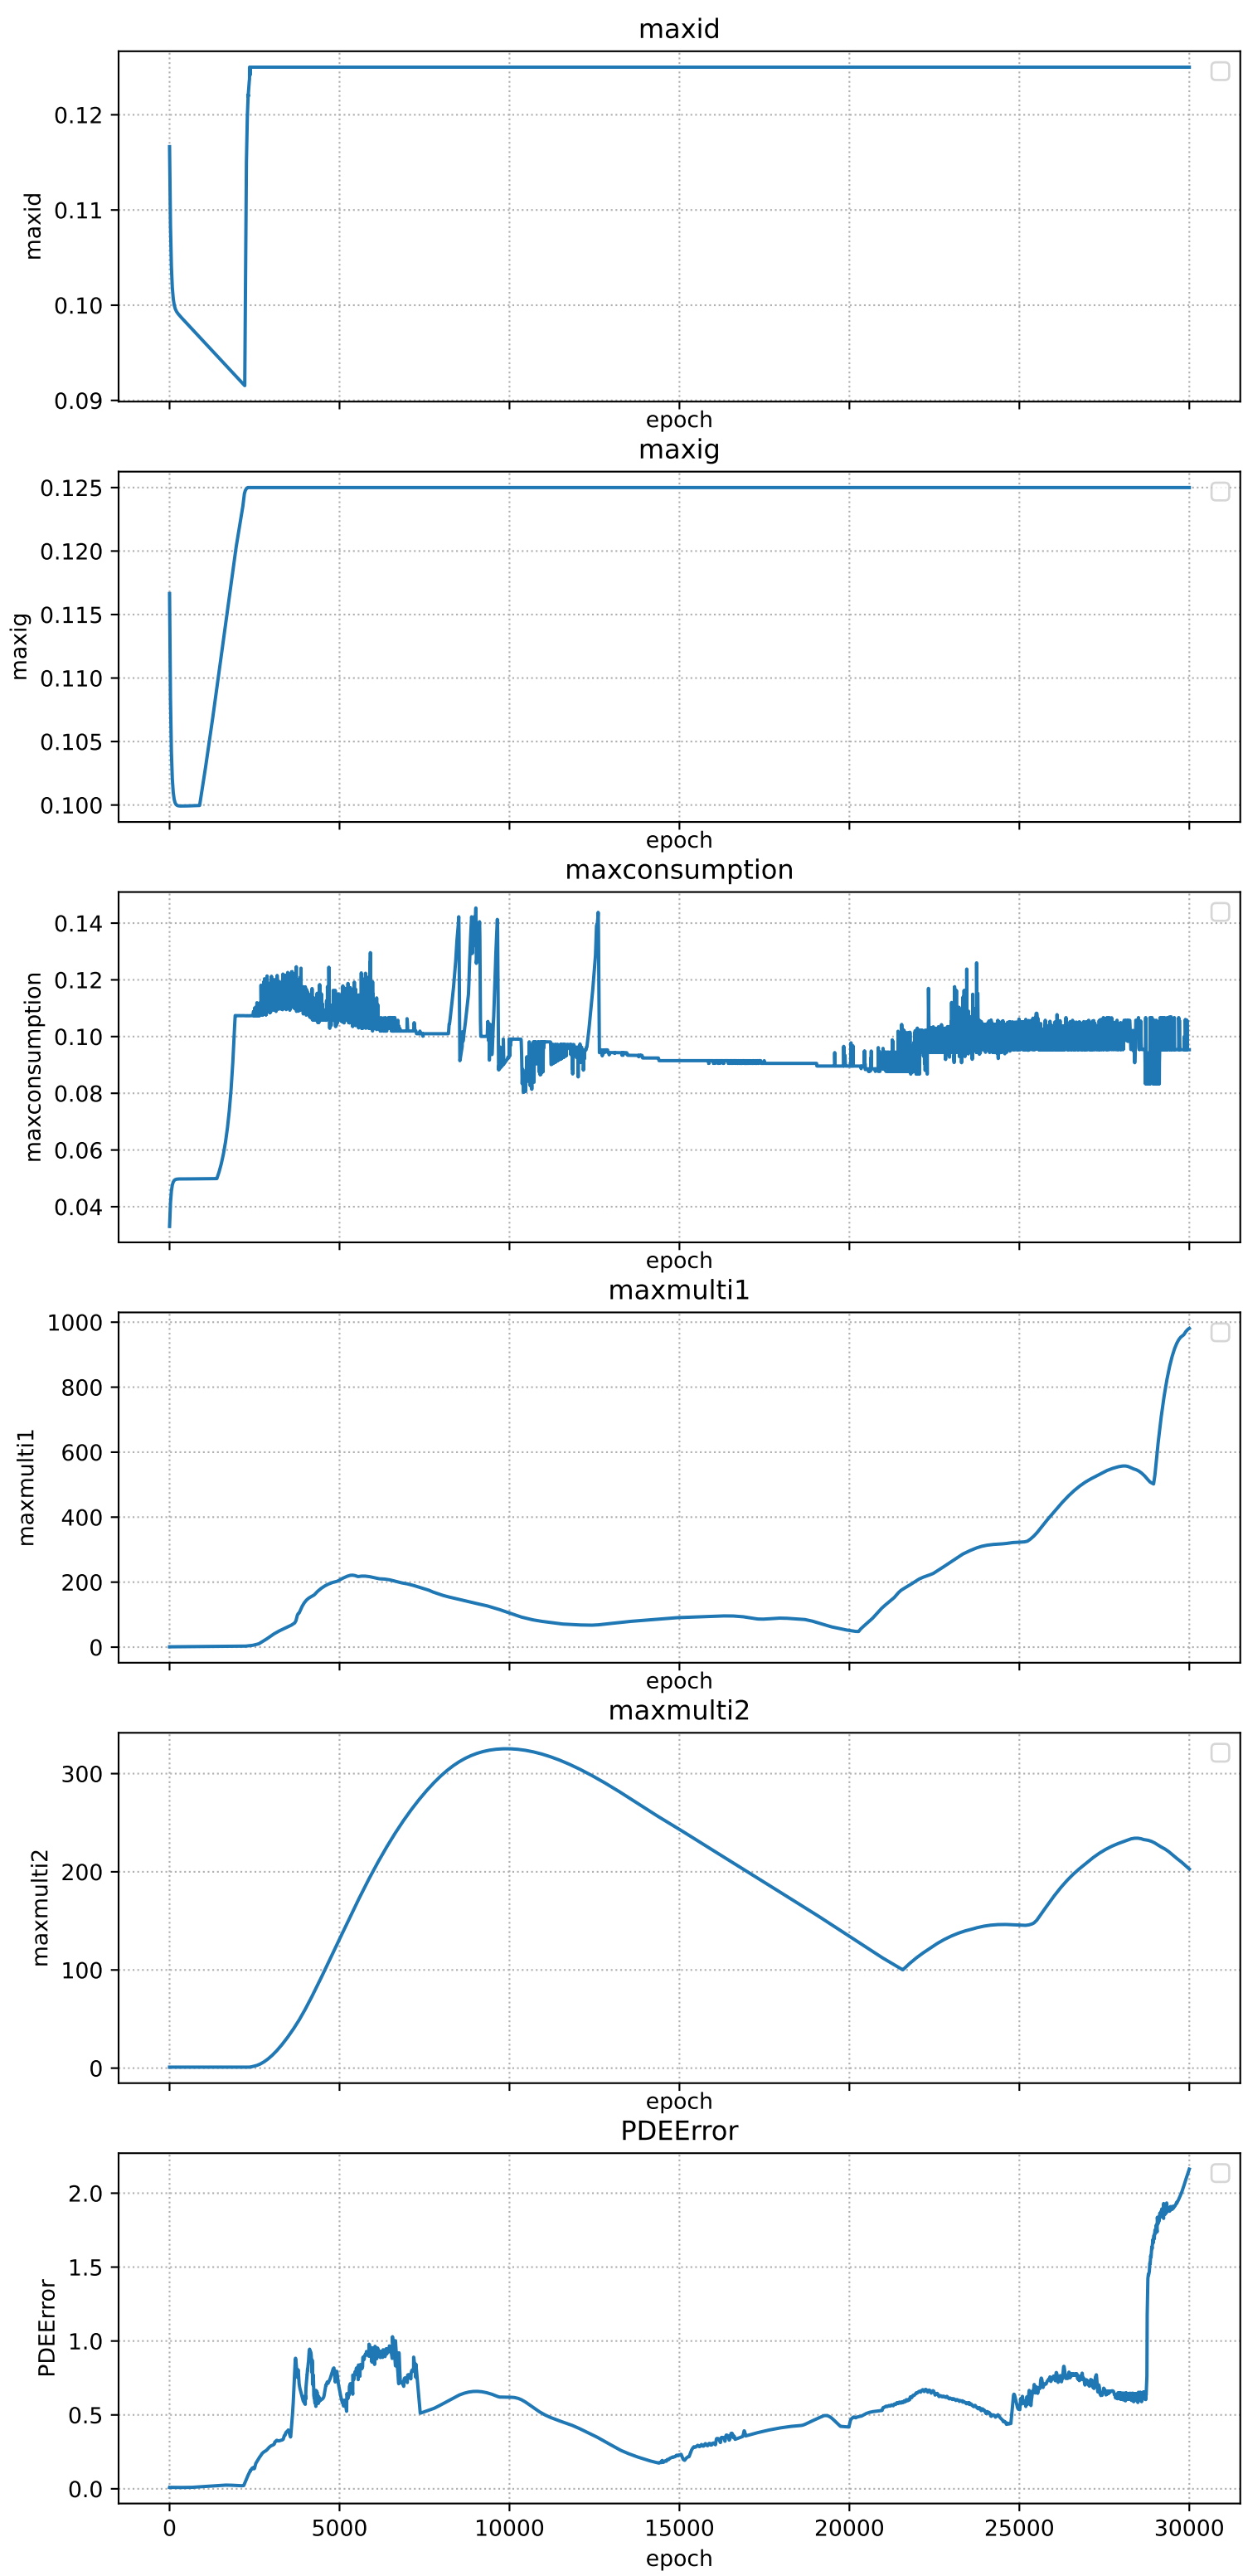 maxid
0.12
0.11
0.10
0.09
maxid
epoch
maxig
0.125
0.120
0.115
0.110
0.105
0.100
maxig
epoch
maxconsumption
0.14
0.12
0.10
0.08
0.06
0.04
maxconsumption
epoch
maxmulti1
1000
800
600
400
200
0
maxmulti1
epoch
maxmulti2
300
200
100
0
maxmulti2
epoch
PDEError
2.0
1.5
1.0
0.5
0.0
PDEError
0 5000 10000 15000 20000 25000 30000
epoch